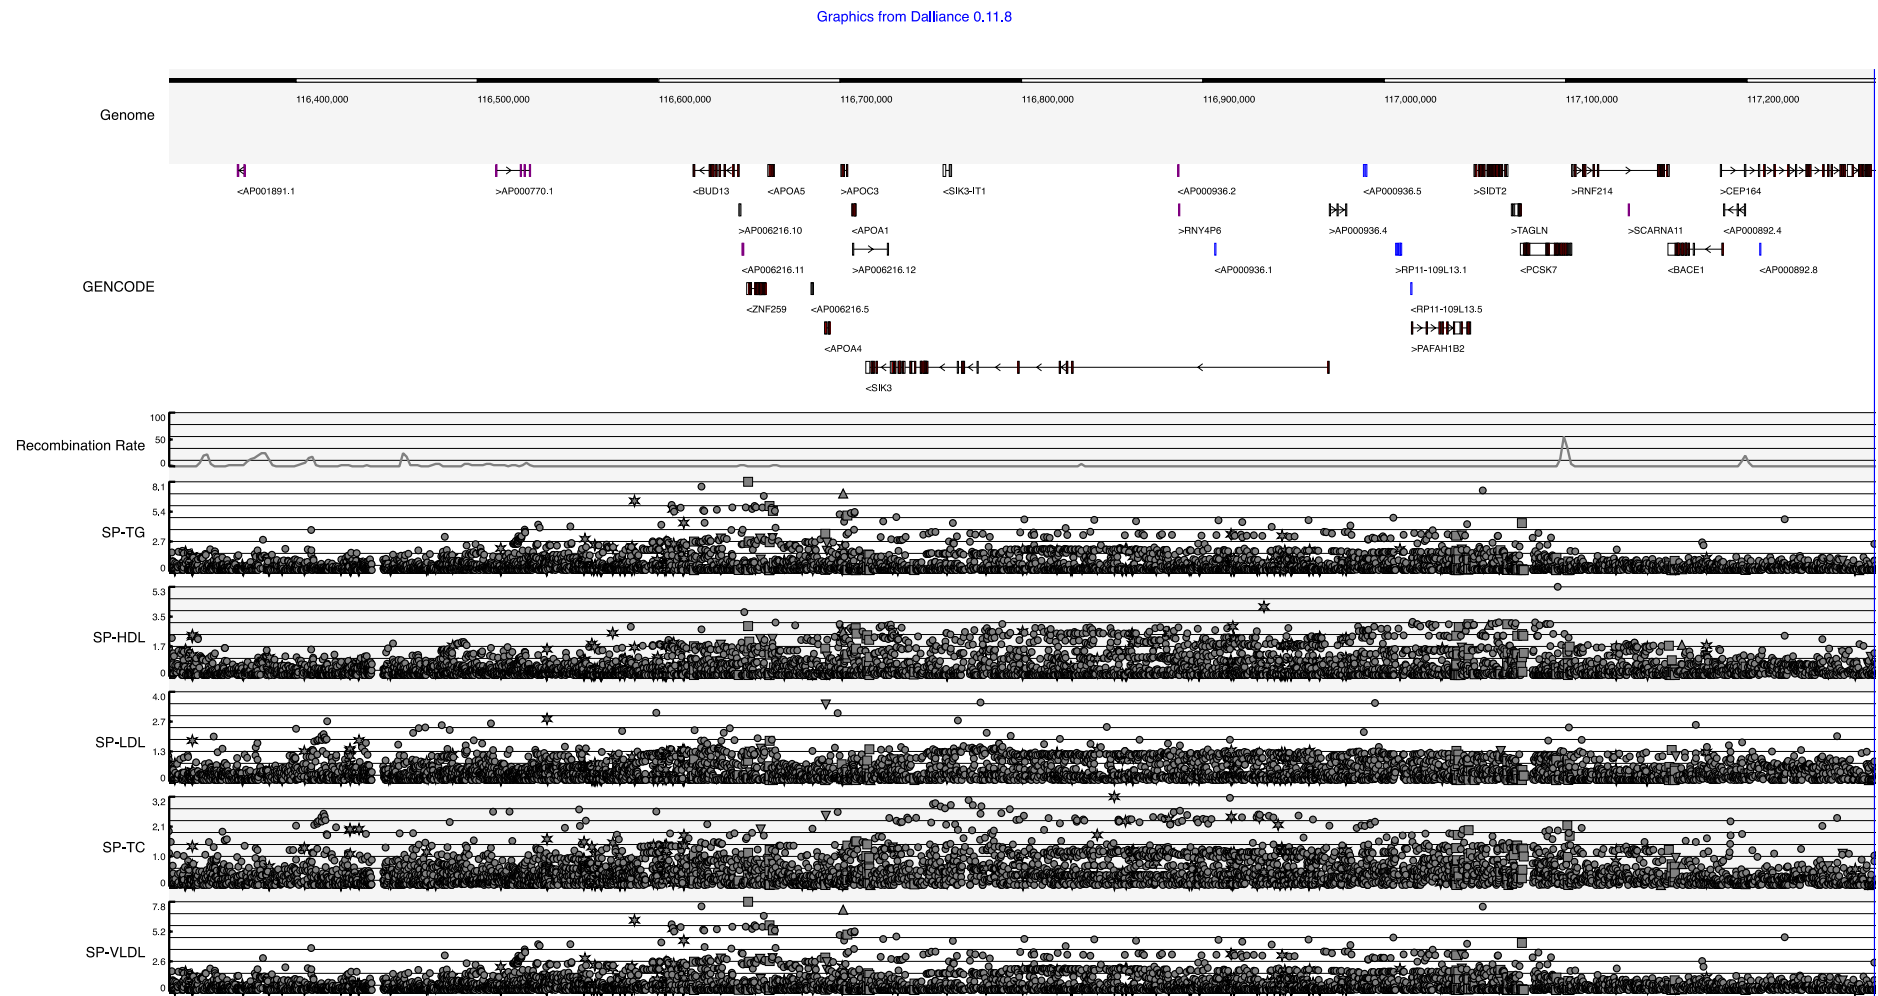 Graphics from Dalliance 0.11.8
Genome
116,400,000 116,500,000 116,600,000 116,700,000 116,800,000 116,900,000 117,000,000 117,100,000 117,200,000
GENCODE
<AP001891.1 >AP000770.1 <BUD13 <APOA5 >APOC3 <SIK3-IT1 <AP000936.2 <AP000936.5 >SIDT2 >RNF214 >CEP164
>AP006216.10 <APOA1 >RNY4P6 >AP000936.4 >TAGLN >SCARNA11 <AP000892.4
<AP006216.11 >AP006216.12 <AP000936.1 >RP11-109L13.1 <PCSK7 <BACE1 <AP000892.8
<ZNF259 <AP006216.5 <RP11-109L13.5
<APOA4 >PAFAH1B2
<SIK3
Recombination Rate
100
50
0
SP-TG
8.1
5.4
2.7
0
SP-HDL
5.3
3.5
1.7
0
SP-LDL
4.0
2.7
1.3
0
SP-TC
3.2
2.1
1.0
0
SP-VLDL
7.8
5.2
2.6
0